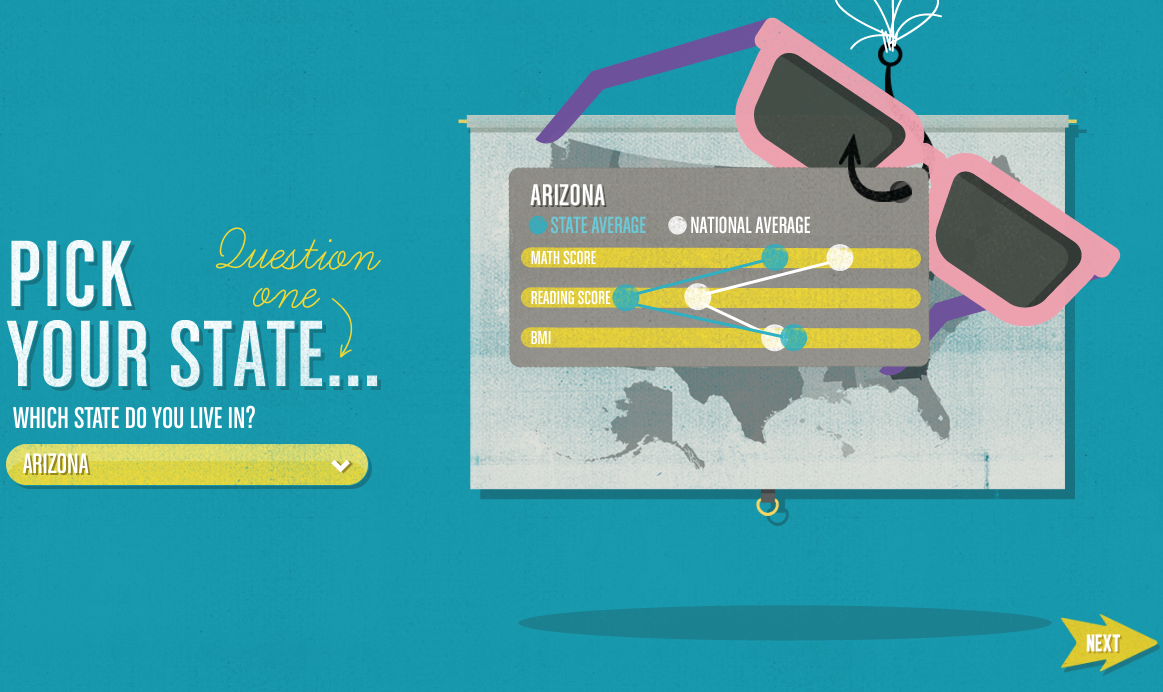 Question
one
PICK
YOUR STATE...
WHICH STATE DO YOU LIVE IN?
ARIZONA
ARIZONA
STATE AVERAGE NATIONAL AVERAGE
MATH SCORE
READING SCORE
BMI
NEXT